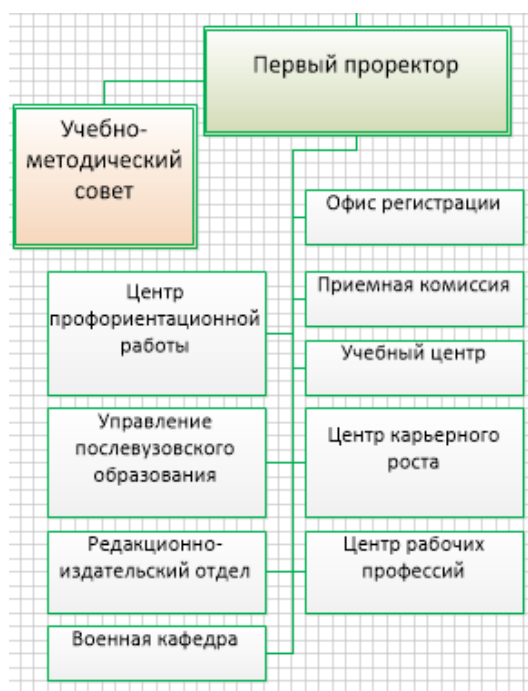 Первый проректор
Учебно-
методический
совет
Офис регистрации
Приемная комиссия
Центр
профориентационной
работы
Учебный центр
Управление
послевузовского
образования
Центр карьерного
роста
Редакционно-
издательский отдел
Центр рабочих
профессий
Военная кафедра